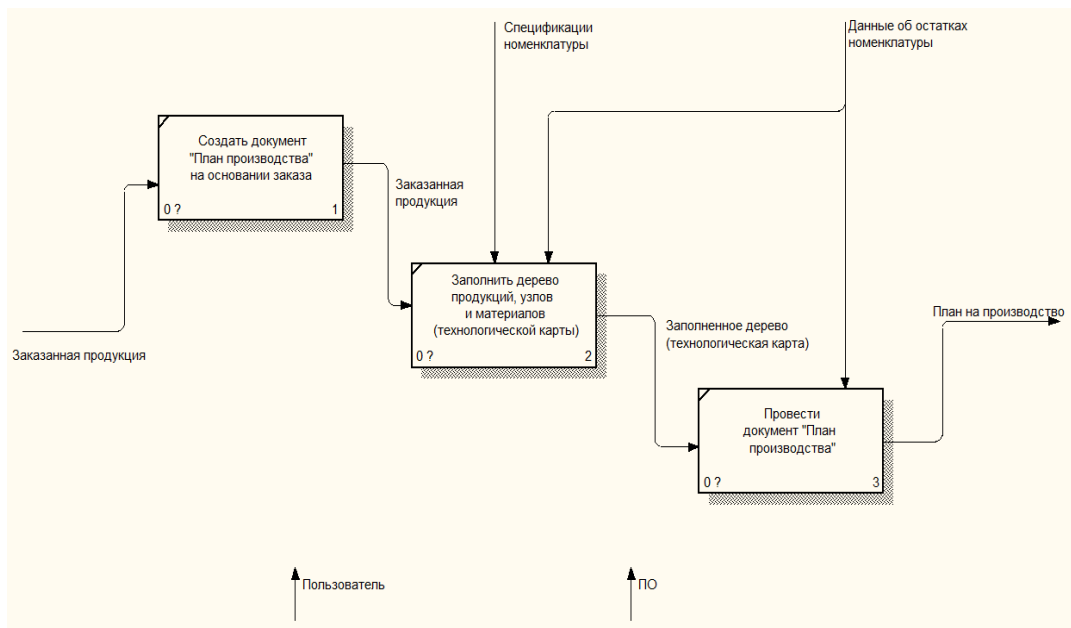 Спецификации
номенклатуры
Данные об остатках
номенклатуры
Создать документ
"План производства"
на основании заказа
0 ?
1
Заказанная
продукция
Заказанная продукция
Заполнить дерево
продукций, узлов
и материалов
(технологической карты)
0 ?
2
Заполненное дерево
(технологическая карта)
План на производство
Провести
документ "План
производства"
0 ?
3
Пользователь
ПО